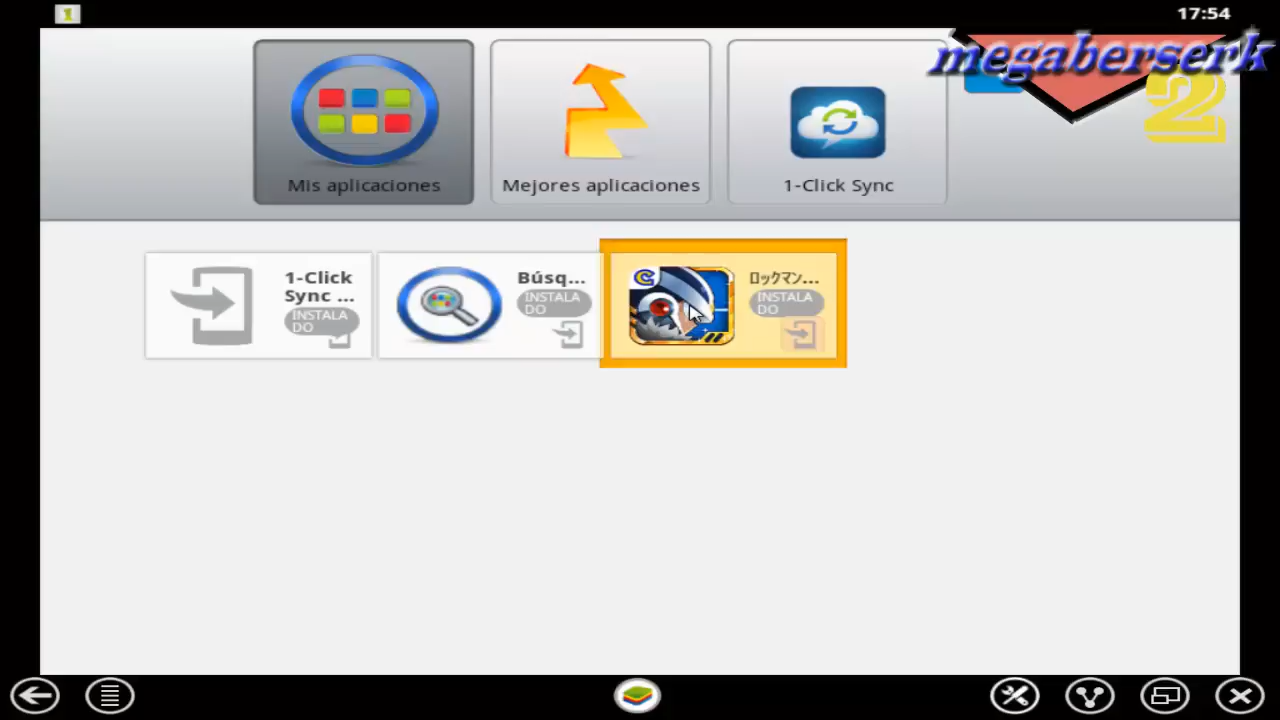 1
17:54
megaberserk
2
Mis aplicaciones
Mejores aplicaciones
1-Click Sync
1-Click
Sync ...
INSTALA
DO
Búsq...
INSTALA
DO
ﾛｯｸﾏﾝ...
INSTALA
DO